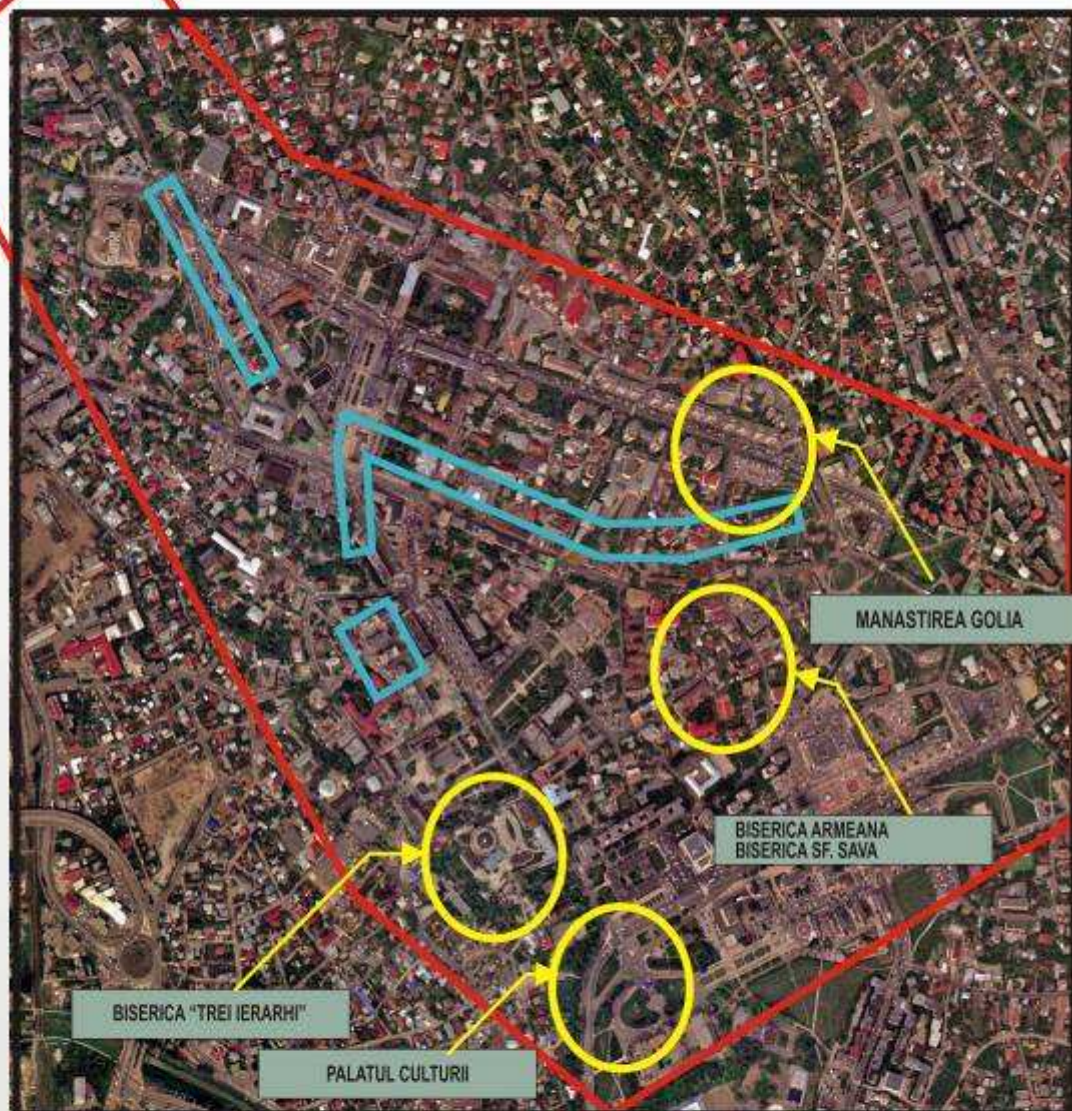 MANASTIREA GOLIA
BISERICA ARMEANA
BISERICA SF. SAVA
BISERICA "TREI IERARHI"
PALATUL CULTURII